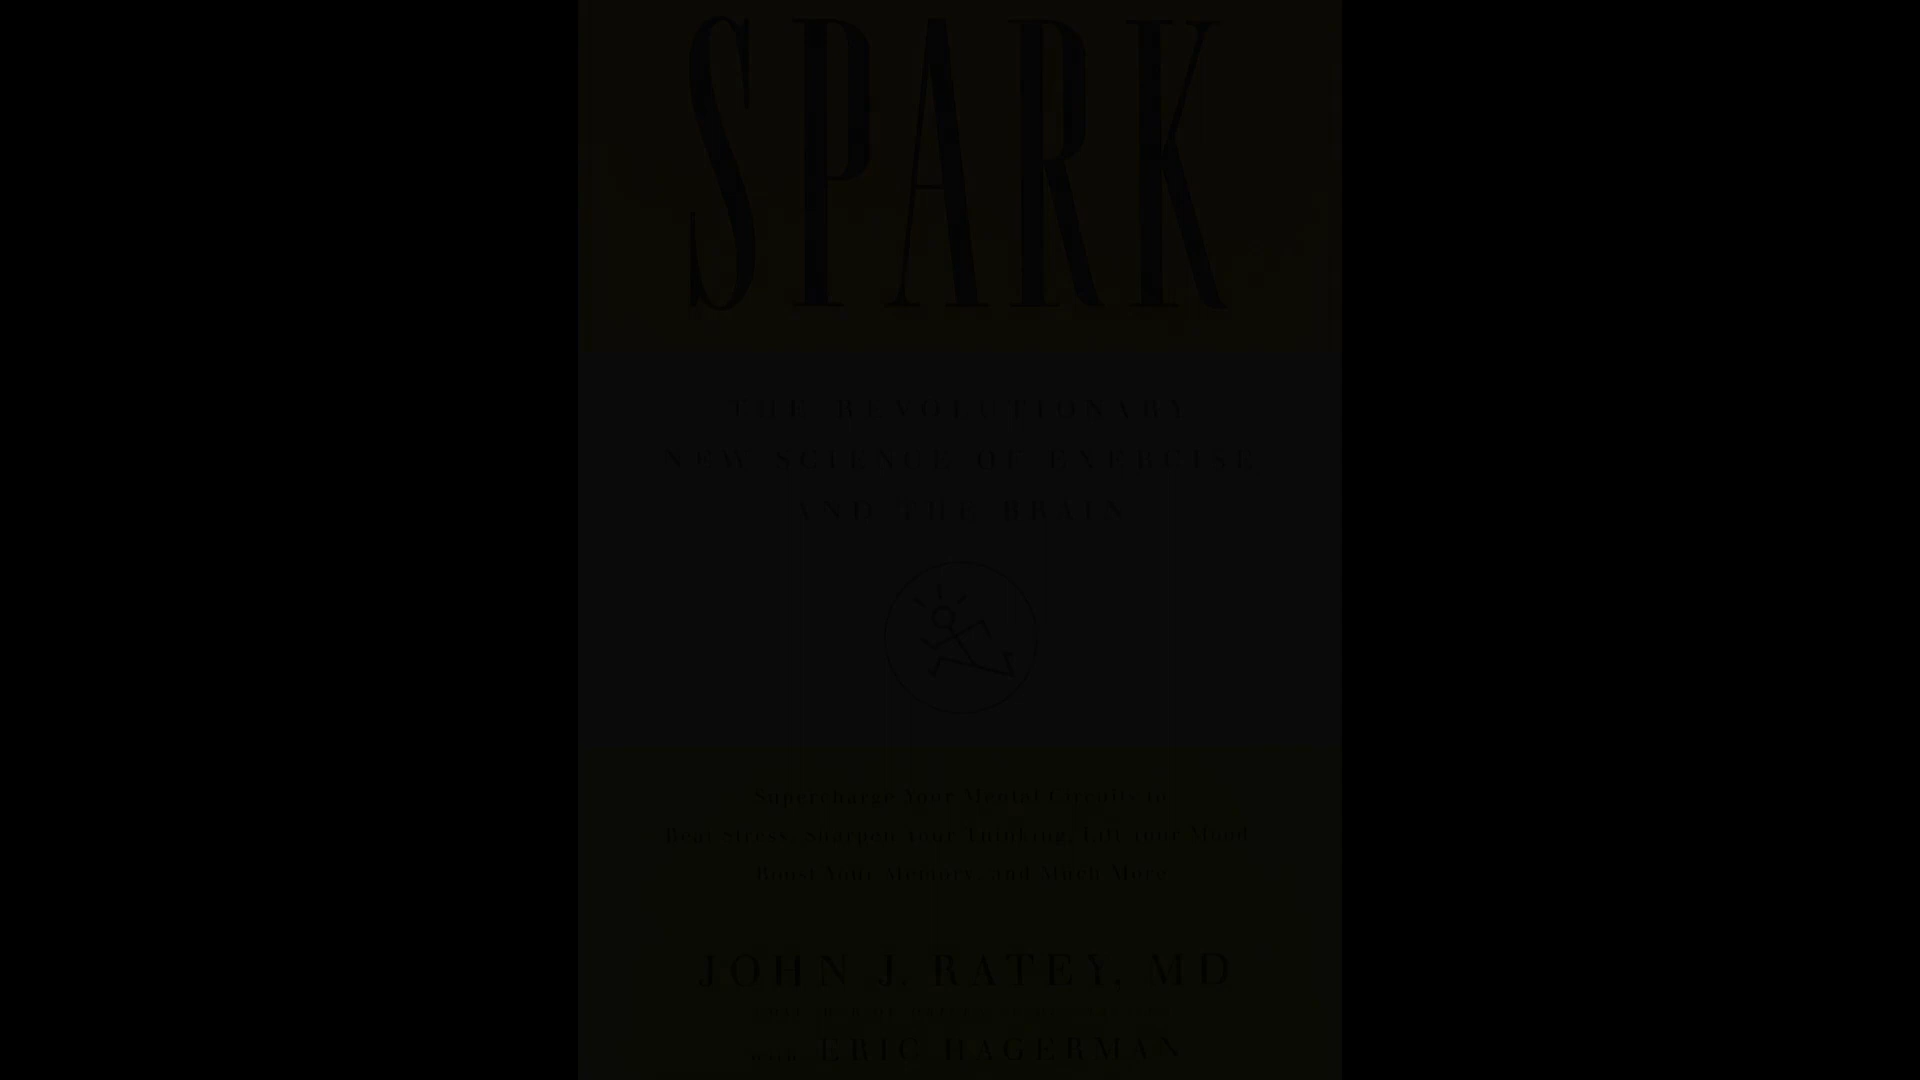 SPARK
THE REVOLUTIONARY
NEW SCIENCE OF EXERCISE
AND THE BRAIN
Supercharge Your Mental Circuits to
Beat Stress, Sharpen Your Thinking, Lift Your Mood,
Boost Your Memory, and Much More
JOHN J. RATEY, MD
with ERIC HAGERMAN